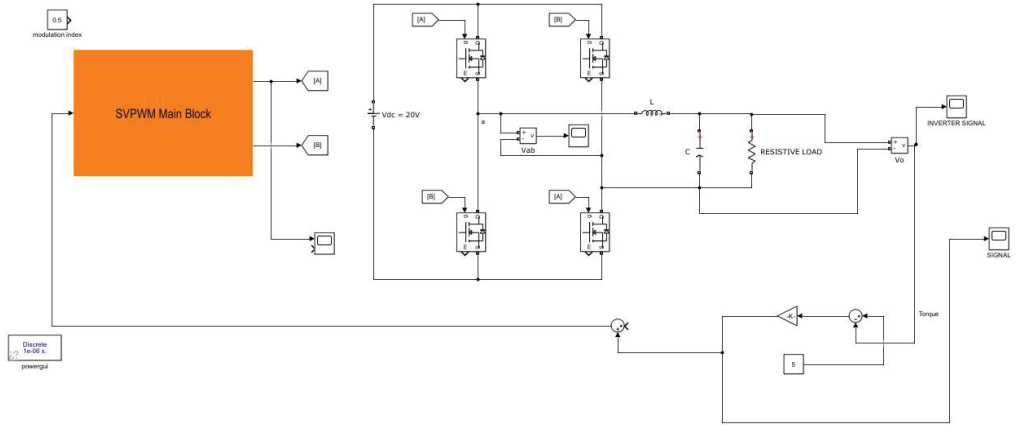 0.5
modulation index
SVPWM Main Block
[A]
[B]
[A]
[B]
[B]
[A]
Vdc = 20V
a
+
-
v
Vab
L
C
RESISTIVE LOAD
+
-
v
Vo
INVERTER SIGNAL
SIGNAL
Torque
-K-
5
Discrete
1e-06 s.
powergui